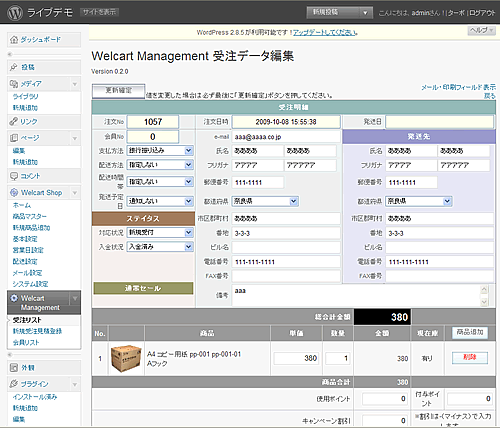 ライブデモ
サイトを表示
新規投稿
こんにちは, adminさん! | ターボ | ログアウト
WordPress 2.8.5 が利用可能です ! アップデートしてください。
ヘルプ
ダッシュボード
投稿
メディア
ライブラリ
新規追加
リンク
ページ
編集
新規追加
コメント
Welcart Shop
ホーム
商品マスター
新規商品追加
基本設定
営業日設定
配送設定
メール設定
システム設定
Welcart Management
受注リスト
新規受注見積登録
会員リスト
外観
プラグイン
インストール済み
新規追加
編集
Welcart Management 受注データ編集
Version 0.2.0
更新確定
値を変更した場合は必ず最後に「更新確定」ボタンを押してください。
メール・印刷フィールド表示
戻る
受注明細
注文No 1057
注文日時 2009-10-08 15:55:38
発送日
会員No 0
e-mail aaa@aaaa.co.jp
発送先
支払方法 銀行振り込み
配送方法 指定しない
配送時間帯 指定しない
発送予定日 通知しない
ステイタス
対応状況 新規受付
入金状況 入金済み
通常セール
氏名 ああああ ああああ
フリガナ アアアア アアアア
郵便番号 111-1111
都道府県 奈良県
市区郡町村 ああああ
番地 3-3-3
ビル名
電話番号 111-111-1111
FAX番号
備考 aaa
氏名 ああああ ああああ
フリガナ アアアア アアアア
郵便番号 111-1111
都道府県 奈良県
市区郡町村 ああああ
番地 3-3-3
ビル名
電話番号 111-111-1111
FAX番号
総合計金額 380
No. 商品 単価 数量 金額 現在庫 商品追加
1 A4 コピー用紙 pp-001 pp-001-01 Aフック 380 1 380 有り 削除
商品合計 380
使用ポイント 0 付与ポイント 0
キャンペーン割引 0 ※割引は-(マイナス)で入力します